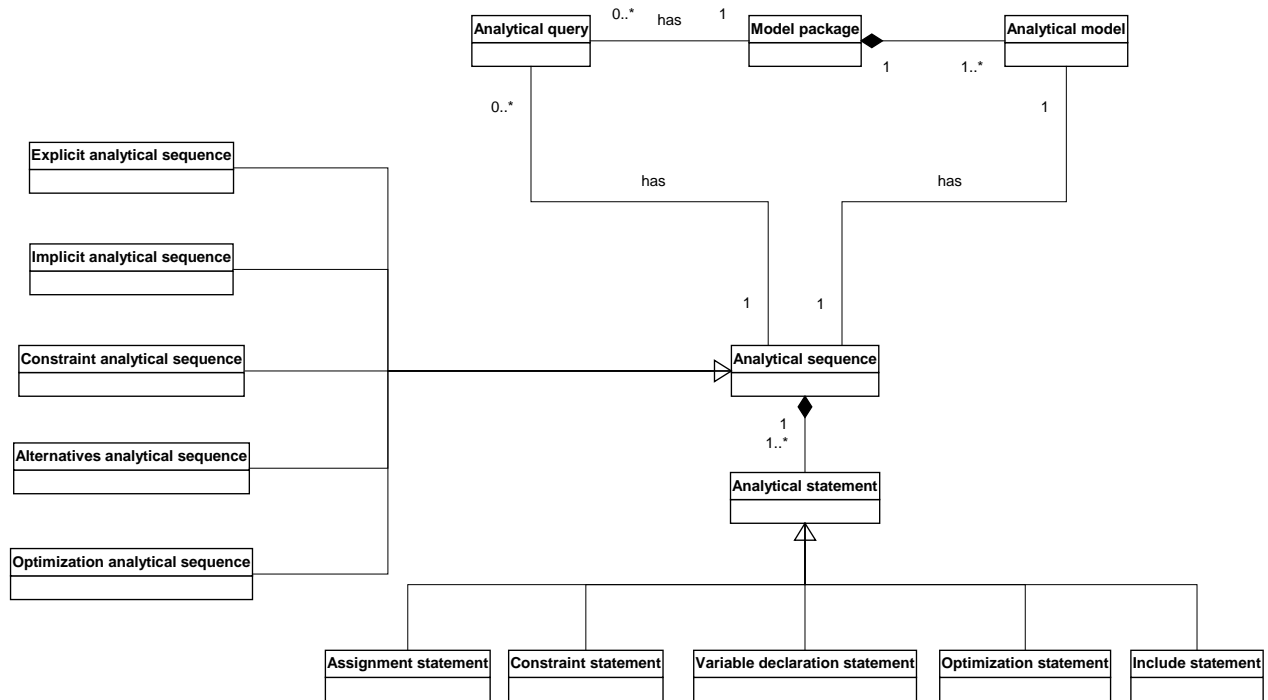 0..* has 1
Analytical query
Model package
Analytical model
1
1..*
0..*
1
Explicit analytical sequence
has
has
Implicit analytical sequence
1
1
Constraint analytical sequence
Analytical sequence
1
1..*
Alternatives analytical sequence
Analytical statement
Optimization analytical sequence
Assignment statement
Constraint statement
Variable declaration statement
Optimization statement
Include statement